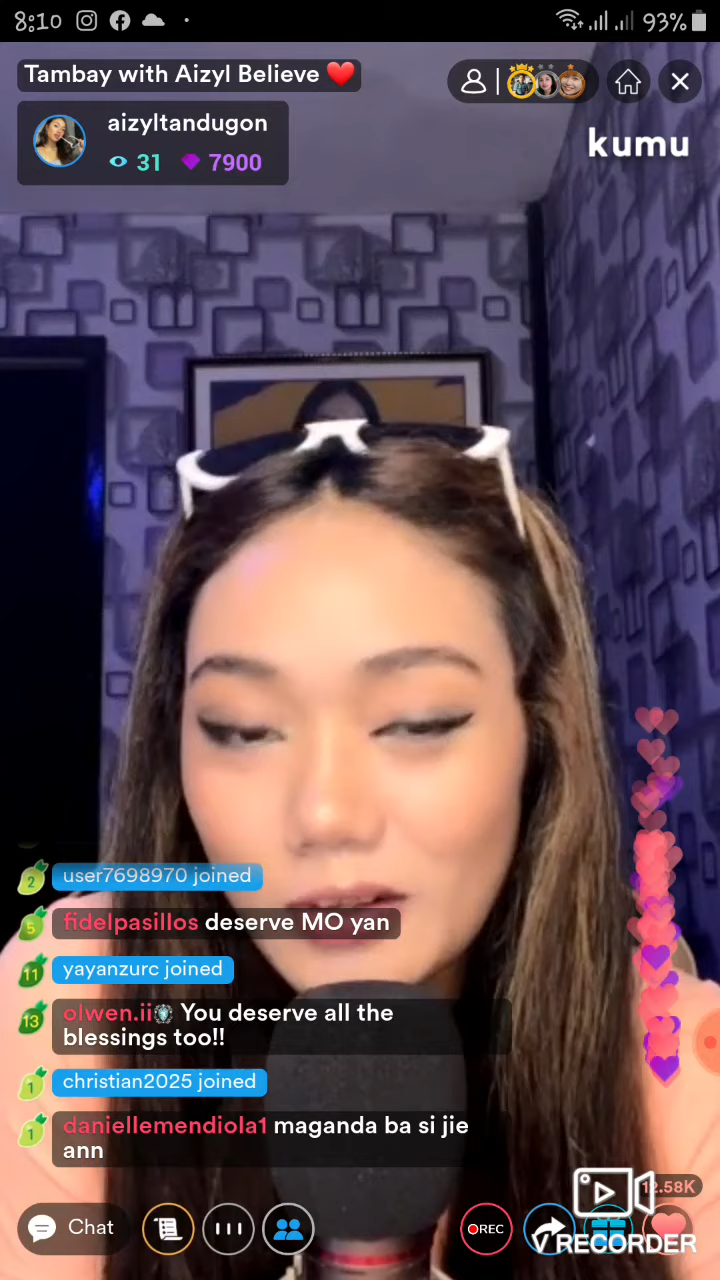 8:10
93%
Tambay with Aizyl Believe ❤️
aizyltandugon
31 7900
kumu
2 user7698970 joined
5 fidelpasillos deserve MO yan
11 yayanzurc joined
13 olwen.ii You deserve all the
blessings too!!
1 christian2025 joined
1 daniellemendiola1 maganda ba si jie
ann
Chat
REC
12.58K
V RECORDER